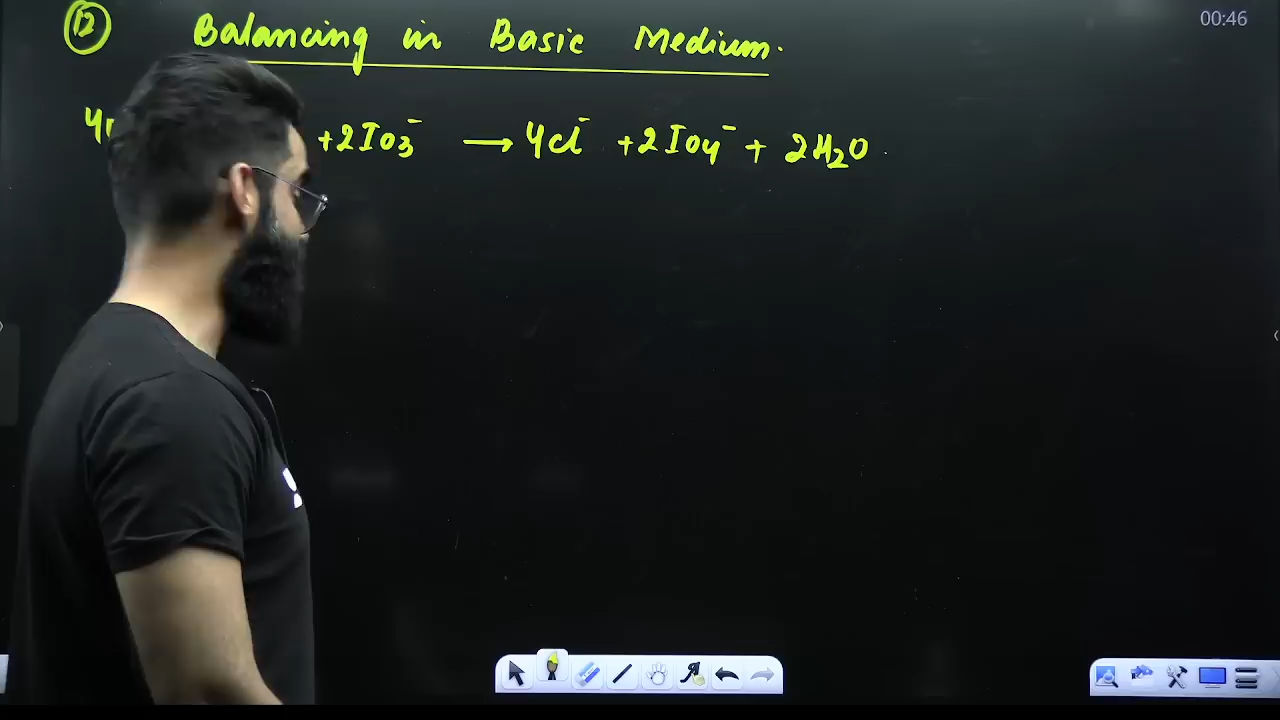 00:46
12 Balancing in Basic Medium.
+2IO3⁻ ⟶ 4Cl⁻ +2IO4⁻ + 2H2O